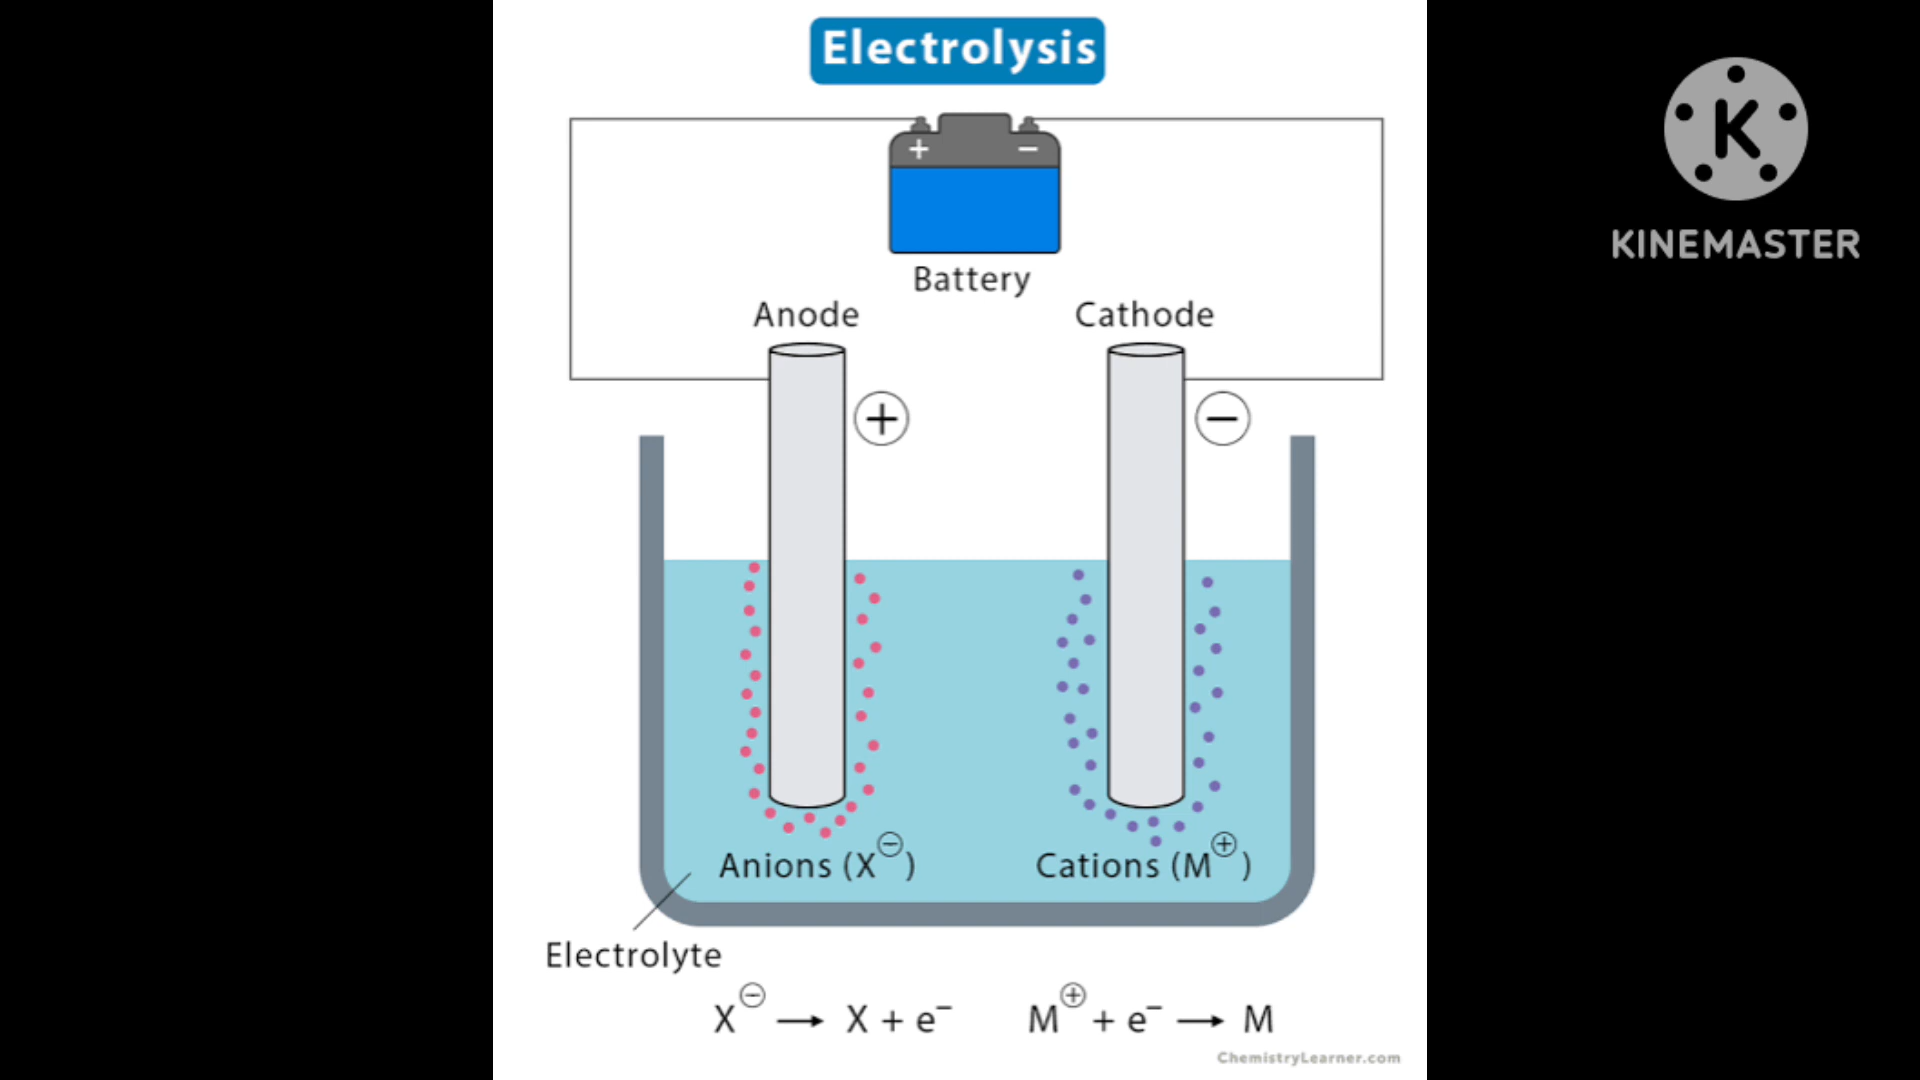 Electrolysis
K
KINEMASTER
+ −
Battery
Anode Cathode
+ −
Anions (X⊖) Cations (M⊕)
Electrolyte
X⊖ → X + e⁻ M⊕ + e⁻ → M
ChemistryLearner.com